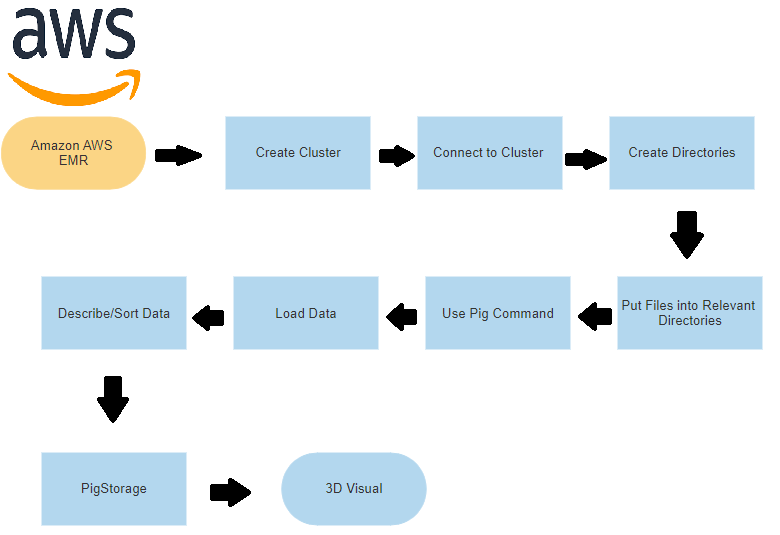 aws
Amazon AWS
EMR
Create Cluster
Connect to Cluster
Create Directories
Put Files into Relevant
Directories
Use Pig Command
Load Data
Describe/Sort Data
PigStorage
3D Visual